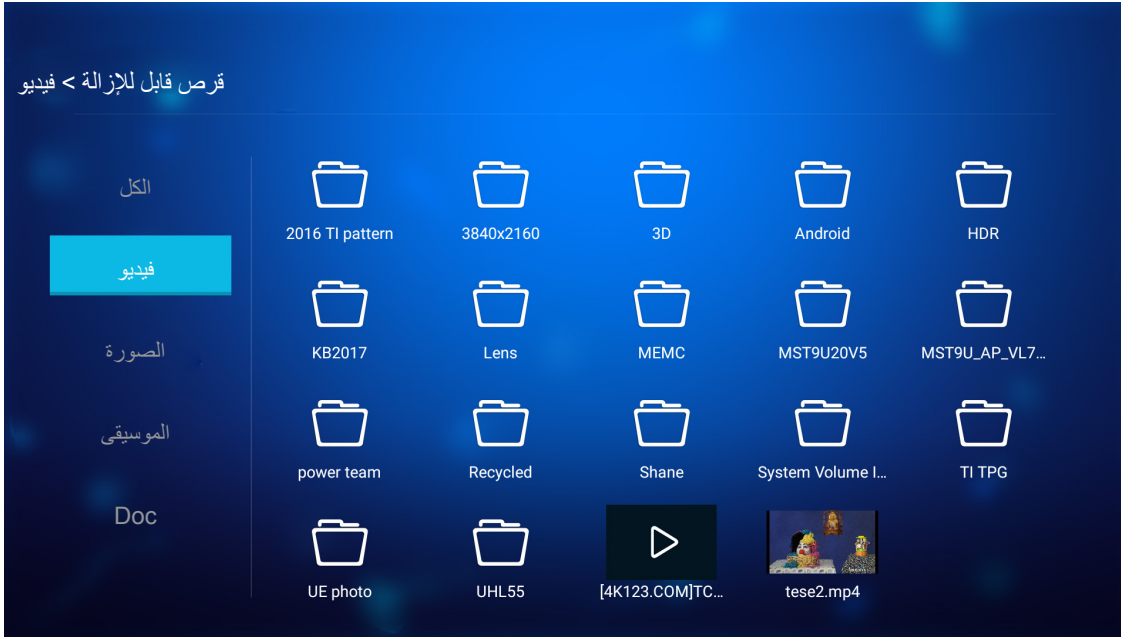 قرص قابل للإزالة > فيديو
الكل
فيديو
الصورة
الموسيقى
Doc
2016 TI pattern
3840x2160
3D
Android
HDR
KB2017
Lens
MEMC
MST9U20V5
MST9U_AP_VL7...
power team
Recycled
Shane
System Volume I...
TI TPG
UE photo
UHL55
[4K123.COM]TC...
tese2.mp4